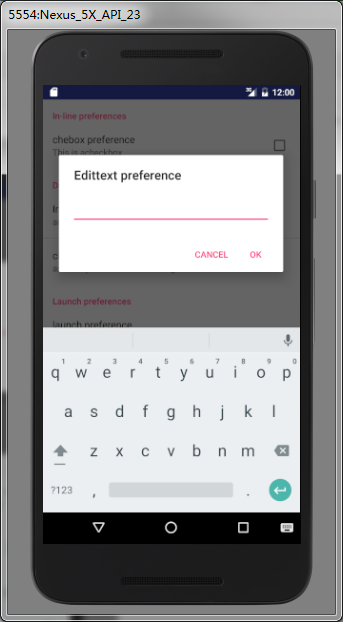 5554:Nexus_5X_API_23
12:00
In-line preferences
chebox preference
This is acheckbox
Edittext preference
CANCEL OK
Launch preferences
launch preference
1 2 3 4 5 6 7 8 9 0
q w e r t y u i o p
a s d f g h j k l
z x c v b n m
?123 , .